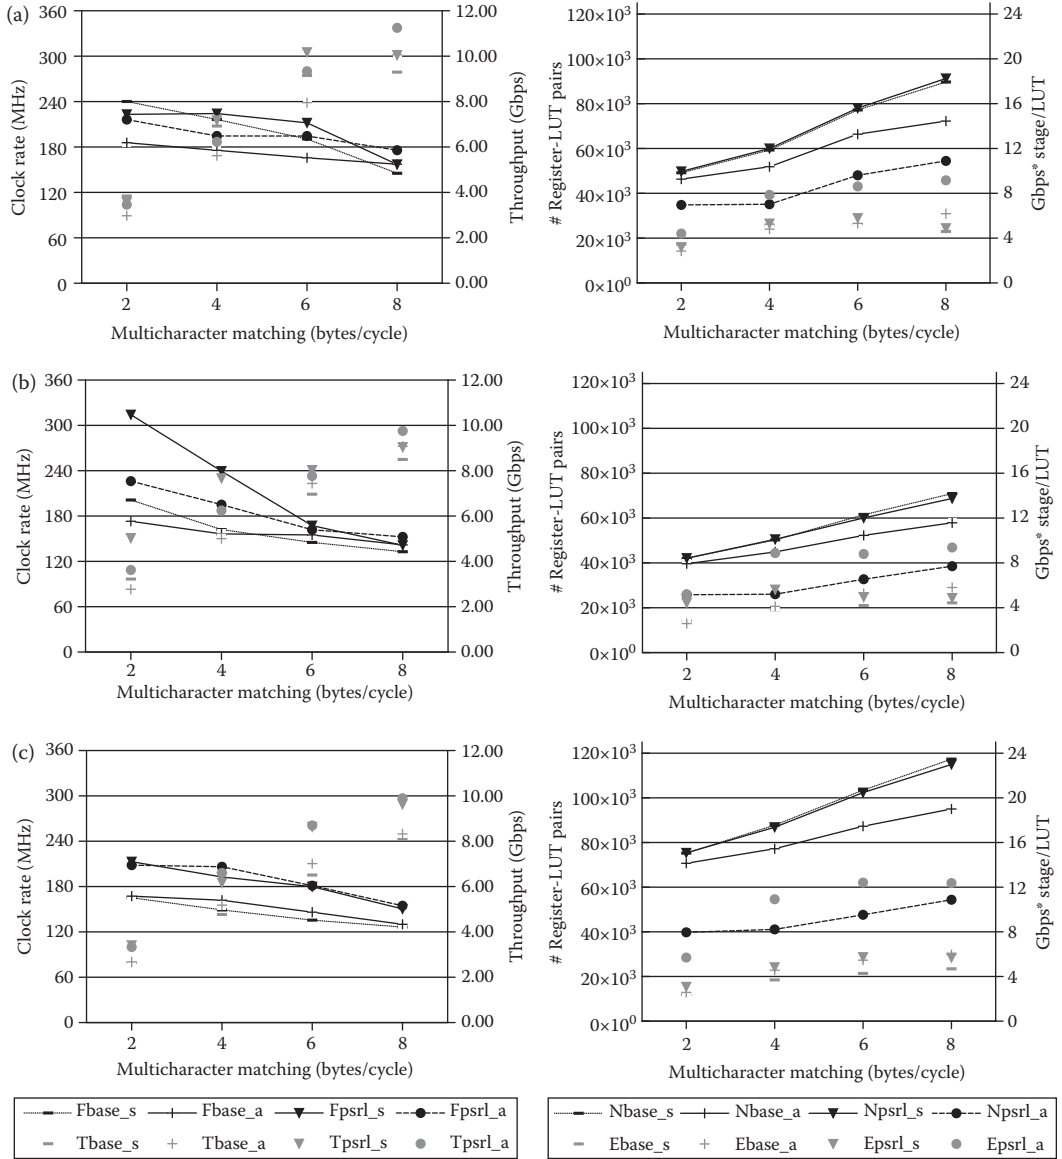 (a)
360
300
240
180
120
60
0
Clock rate (MHz)
12.00
10.00
8.00
6.00
4.00
2.00
0.00
Throughput (Gbps)
2 4 6 8
Multicharacter matching (bytes/cycle)
120×10³
100×10³
80×10³
60×10³
40×10³
20×10³
0×10⁰
# Register-LUT pairs
24
20
16
12
8
4
0
Gbps* stage/LUT
2 4 6 8
Multicharacter matching (bytes/cycle)
(b)
360
300
240
180
120
60
0
Clock rate (MHz)
12.00
10.00
8.00
6.00
4.00
2.00
0.00
Throughput (Gbps)
2 4 6 8
Multicharacter matching (bytes/cycle)
120×10³
100×10³
80×10³
60×10³
40×10³
20×10³
0×10⁰
# Register-LUT pairs
24
20
16
12
8
4
0
Gbps* stage/LUT
2 4 6 8
Multicharacter matching (bytes/cycle)
(c)
360
300
240
180
120
60
0
Clock rate (MHz)
12.00
10.00
8.00
6.00
4.00
2.00
0.00
Throughput (Gbps)
2 4 6 8
Multicharacter matching (bytes/cycle)
120×10³
100×10³
80×10³
60×10³
40×10³
20×10³
0×10⁰
# Register-LUT pairs
24
20
16
12
8
4
0
Gbps* stage/LUT
2 4 6 8
Multicharacter matching (bytes/cycle)
Fbase_s Fbase_a Fpsrl_s Fpsrl_a
Tbase_s Tbase_a Tpsrl_s Tpsrl_a
Nbase_s Nbase_a Npsrl_s Npsrl_a
Ebase_s Ebase_a Epsrl_s Epsrl_a